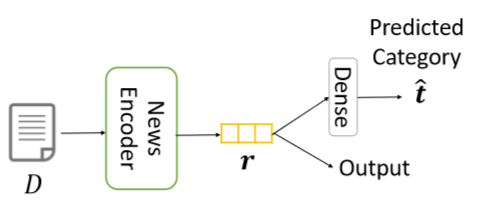 Predicted
Category
t̂
Dense
News
Encoder
r
Output
D